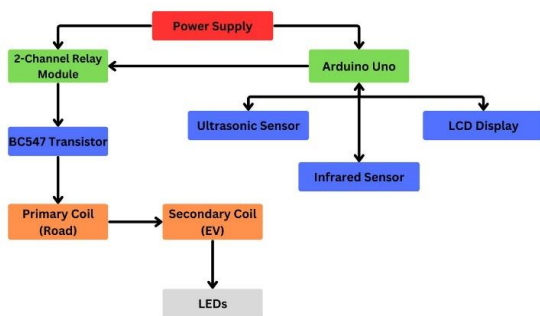 Power Supply
2-Channel Relay
Module
Arduino Uno
BC547 Transistor
Ultrasonic Sensor
LCD Display
Infrared Sensor
Primary Coil
(Road)
Secondary Coil
(EV)
LEDs